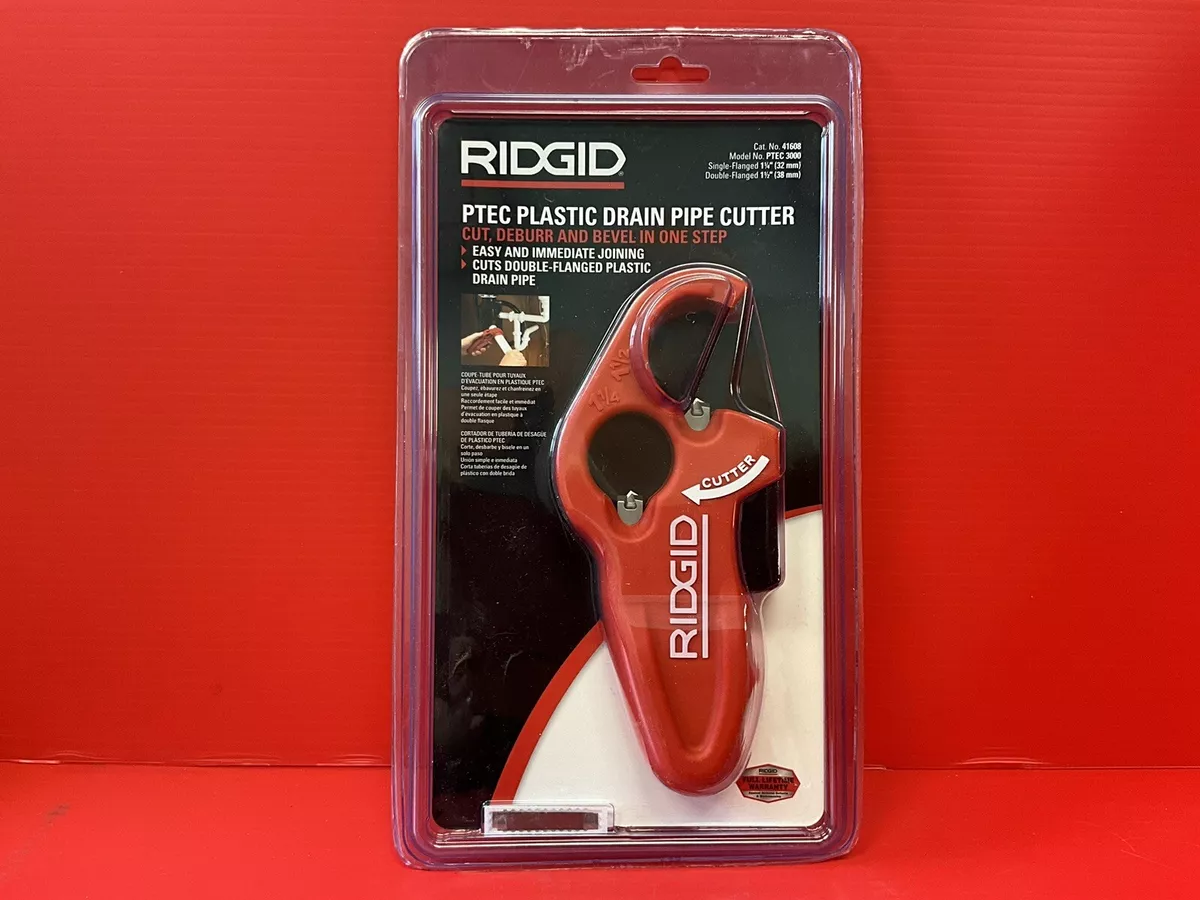 RIDGID
Cat. No. 41608
Model No. PTEC 3000
Single-Flanged 1¼" (32 mm)
Double-Flanged 1½" (38 mm)
PTEC PLASTIC DRAIN PIPE CUTTER
CUT, DEBURR AND BEVEL IN ONE STEP
EASY AND IMMEDIATE JOINING
CUTS DOUBLE-FLANGED PLASTIC
DRAIN PIPE
COUPE-TUBE POUR TUYAUX
D'ÉVACUATION EN PLASTIQUE PTEC
Coupez, ébavurez et chanfreinez en
une seule étape
Raccordement facile et immédiat
Permet de couper des tuyaux
d'évacuation en plastique à
double flasque
CORTADOR DE TUBERÍA DE DESAGÜE
DE PLÁSTICO PTEC
Corte, desbarbe y bisele en un
solo paso
Unión simple e inmediata
Corta tuberías de desagüe de
plástico con doble brida
1½
1¼
CUTTER
RIDGID
RIDGID
FULL LIFETIME
WARRANTY